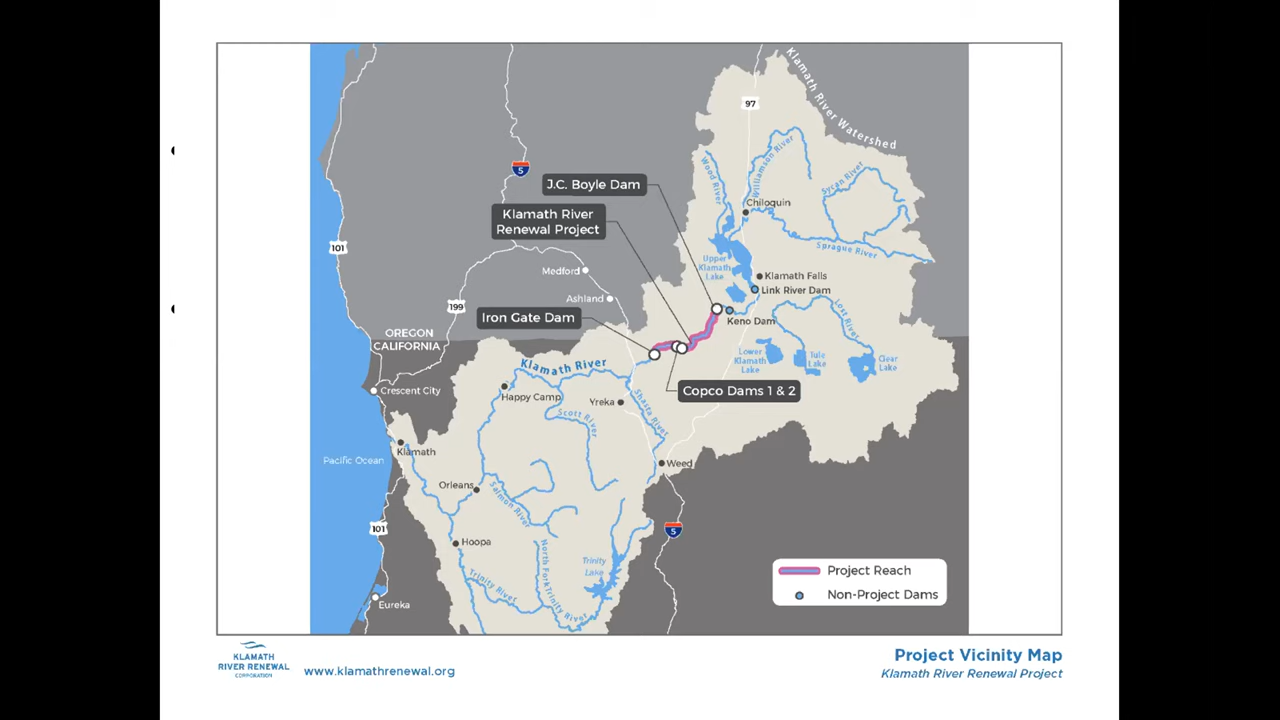 Klamath River Watershed
97
5
J.C. Boyle Dam
Klamath River
Renewal Project
Wood River
Williamson River
Sycan River
Chiloquin
Sprague River
101
Medford
Upper
Klamath
Lake
Klamath Falls
Link River Dam
Ashland
199
Iron Gate Dam
Keno Dam
Lost River
OREGON
CALIFORNIA
Klamath River
Lower
Klamath
Lake
Tule
Lake
Clear
Lake
Crescent City
Happy Camp
Yreka
Copco Dams 1 & 2
Shasta River
Scott River
Klamath
Pacific Ocean
Weed
Orleans
Salmon River
101
5
Hoopa
North Fork Trinity River
Trinity
Lake
Trinity River
Eureka
Project Reach
Non-Project Dams
KLAMATH
RIVER RENEWAL
CORPORATION
www.klamathrenewal.org
Project Vicinity Map
Klamath River Renewal Project